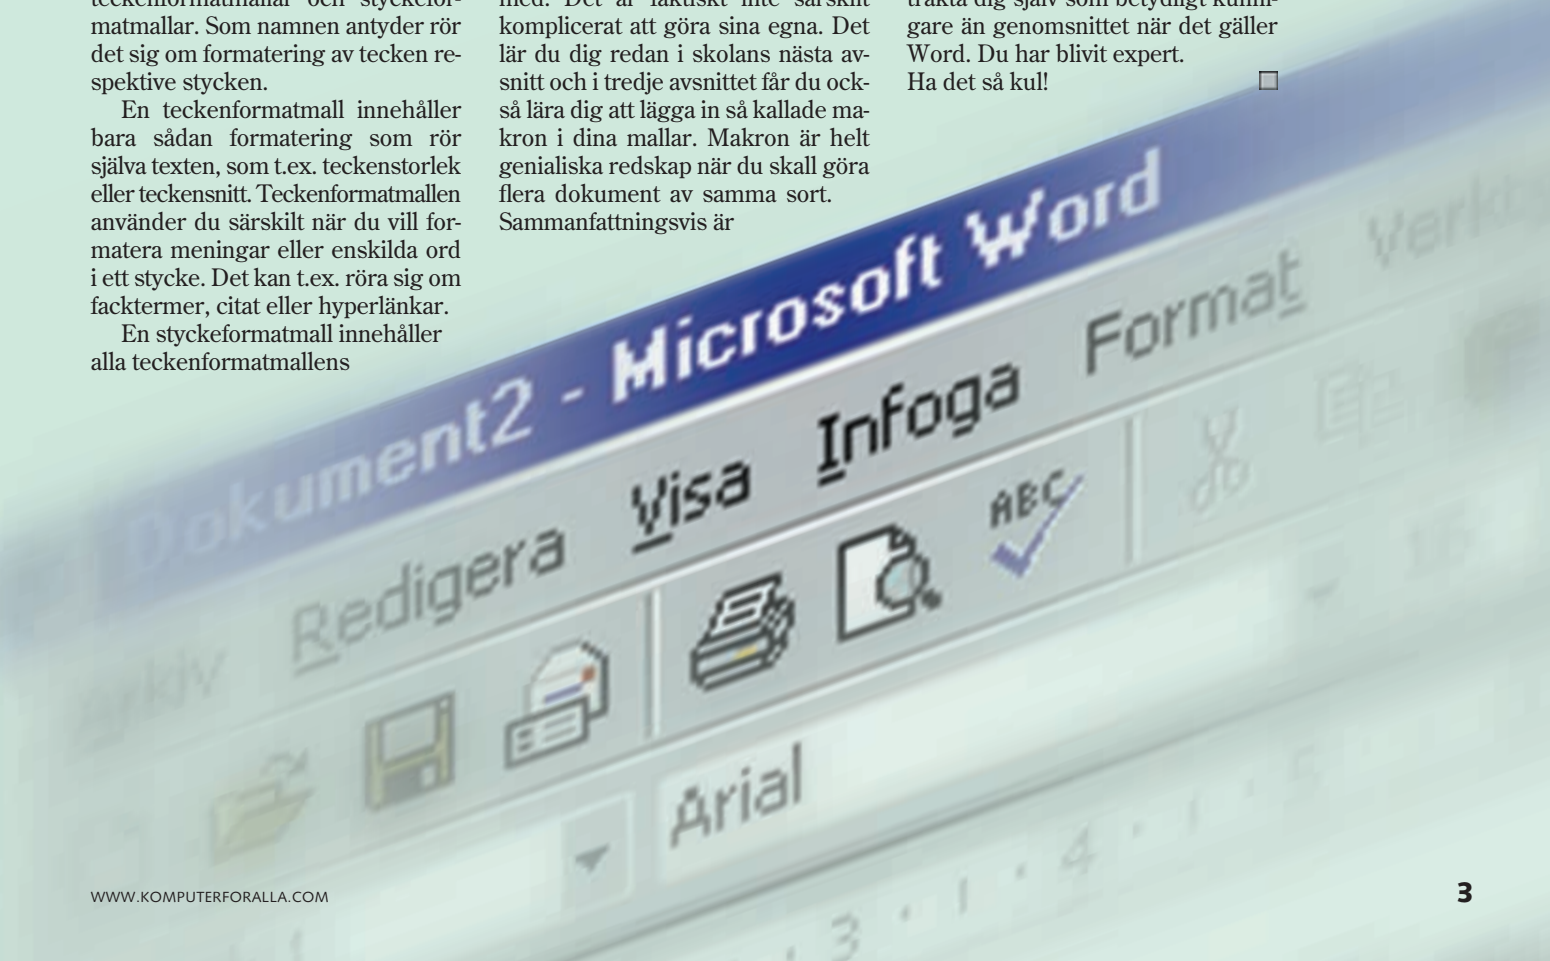 teckenformatmallar och styckefor-
matmallar. Som namnen antyder rör
det sig om formatering av tecken re-
spektive stycken.
En teckenformatmall innehåller
bara sådan formatering som rör
själva texten, som t.ex. teckenstorlek
eller teckensnitt. Teckenformatmallen
använder du särskilt när du vill for-
matera meningar eller enskilda ord
i ett stycke. Det kan t.ex. röra sig om
facktermer, citat eller hyperlänkar.
En styckeformatmall innehåller
alla teckenformatmallens
med. Det är faktiskt inte särskilt
komplicerat att göra sina egna. Det
lär du dig redan i skolans nästa av-
snitt och i tredje avsnittet får du ock-
så lära dig att lägga in så kallade ma-
kron i dina mallar. Makron är helt
genialiska redskap när du skall göra
flera dokument av samma sort.
Sammanfattningsvis är
trakta dig själv som betydligt kunni-
gare än genomsnittet när det gäller
Word. Du har blivit expert.
Ha det så kul!
Dokument2 - Microsoft Word
Arkiv Redigera Visa Infoga Format
ABC
Arial
3 1 4 1 5
WWW.KOMPUTERFORALLA.COM
3